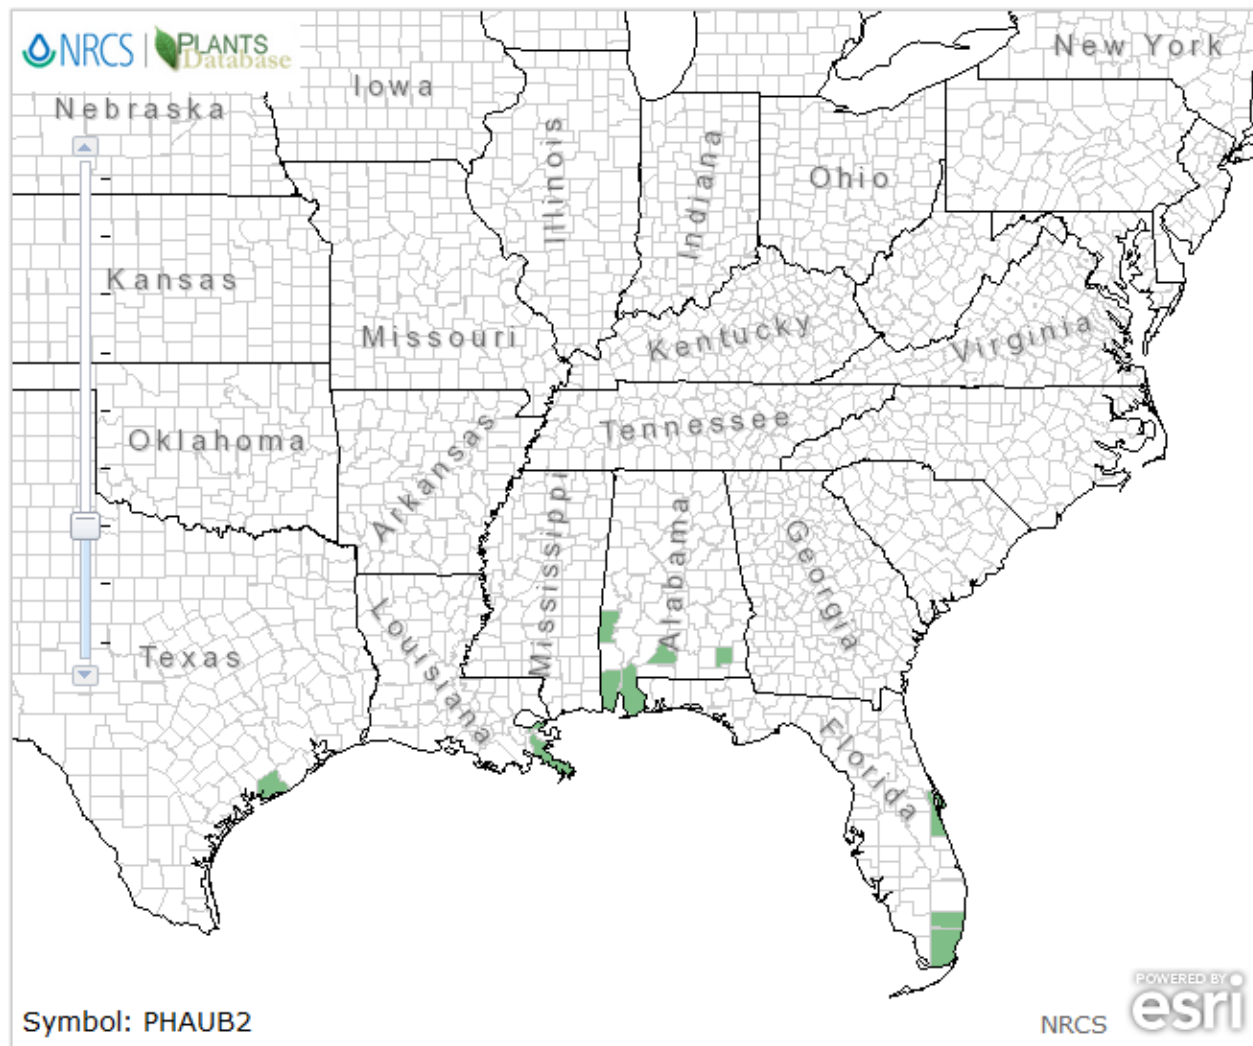 NRCS | PLANTS
Database
New York
Iowa
Nebraska
Illinois
Indiana
Ohio
Kansas
Missouri
Kentucky
Virginia
Oklahoma
Arkansas
Tennessee
Mississippi
Alabama
Georgia
Texas
Louisiana
Florida
POWERED BY
esri
Symbol: PHAUB2
NRCS